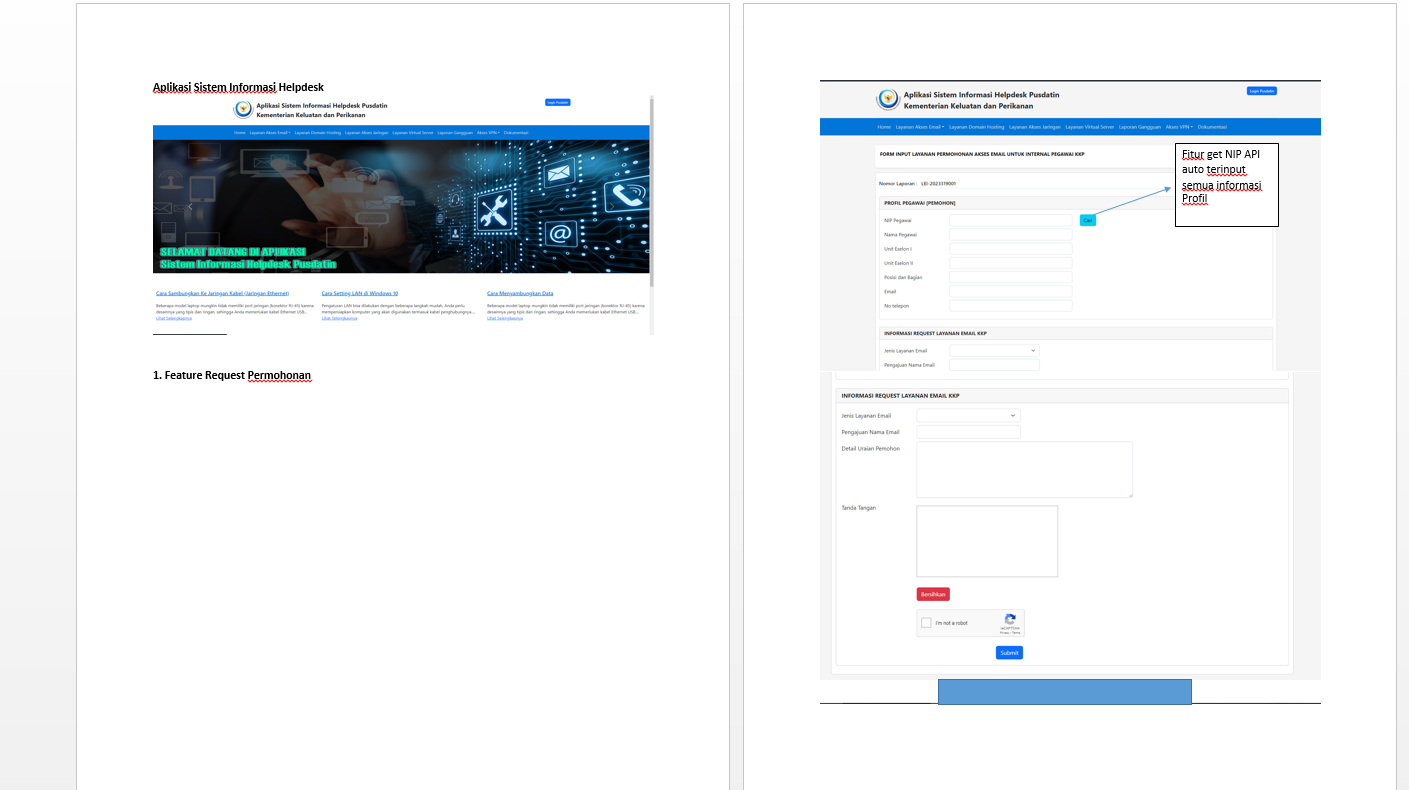 Aplikasi Sistem Informasi Helpdesk
Aplikasi Sistem Informasi Helpdesk Pusdatin
Kementerian Keluatan dan Perikanan
Login Pusdatin
Home Layanan Akses Email Layanan Domain Hosting Layanan Akses Jaringan Layanan Virtual Server Laporan Gangguan Akses VPN Dokumentasi
SELAMAT DATANG DI APLIKASI
Sistem Informasi Helpdesk Pusdatin
Cara Sambungkan Ke Jaringan Kabel (Jaringan Ethernet)
Beberapa model laptop mungkin tidak memiliki port jaringan (konektor RJ-45) karena
desainnya yang tipis dan ringan, sehingga Anda memerlukan kabel Ethernet USB...
Lihat Selengkapnya
Cara Setting LAN di Windows 10
Pengaturan LAN bisa dilakukan dengan beberapa langkah mudah. Anda perlu
mempersiapkan komputer yang akan digunakan termasuk kabel penghubungnya,...
Lihat Selengkapnya
Cara Menyambungkan Data
Beberapa model laptop mungkin tidak memiliki port jaringan (konektor RJ-45) karena
desainnya yang tipis dan ringan, sehingga Anda memerlukan kabel Ethernet USB...
Lihat Selengkapnya
1. Feature Request Permohonan
Aplikasi Sistem Informasi Helpdesk Pusdatin
Kementerian Keluatan dan Perikanan
Login Pusdatin
Home Layanan Akses Email Layanan Domain Hosting Layanan Akses Jaringan Layanan Virtual Server Laporan Gangguan Akses VPN Dokumentasi
FORM INPUT LAYANAN PERMOHONAN AKSES EMAIL UNTUK INTERNAL PEGAWAI KKP
Fitur get NIP API
auto terinput
semua informasi
Profil
Nomor Laporan : LEI-2023319001
PROFIL PEGAWAI [PEMOHON]
NIP Pegawai
Cari
Nama Pegawai
Unit Eselon I
Unit Eselon II
Posisi dan Bagian
Email
No telepon
INFORMASI REQUEST LAYANAN EMAIL KKP
Jenis Layanan Email
Pengajuan Nama Email
INFORMASI REQUEST LAYANAN EMAIL KKP
Jenis Layanan Email
Pengajuan Nama Email
Detail Uraian Pemohon
Tanda Tangan
Bersihkan
I'm not a robot
reCAPTCHA
Privacy - Terms
Submit